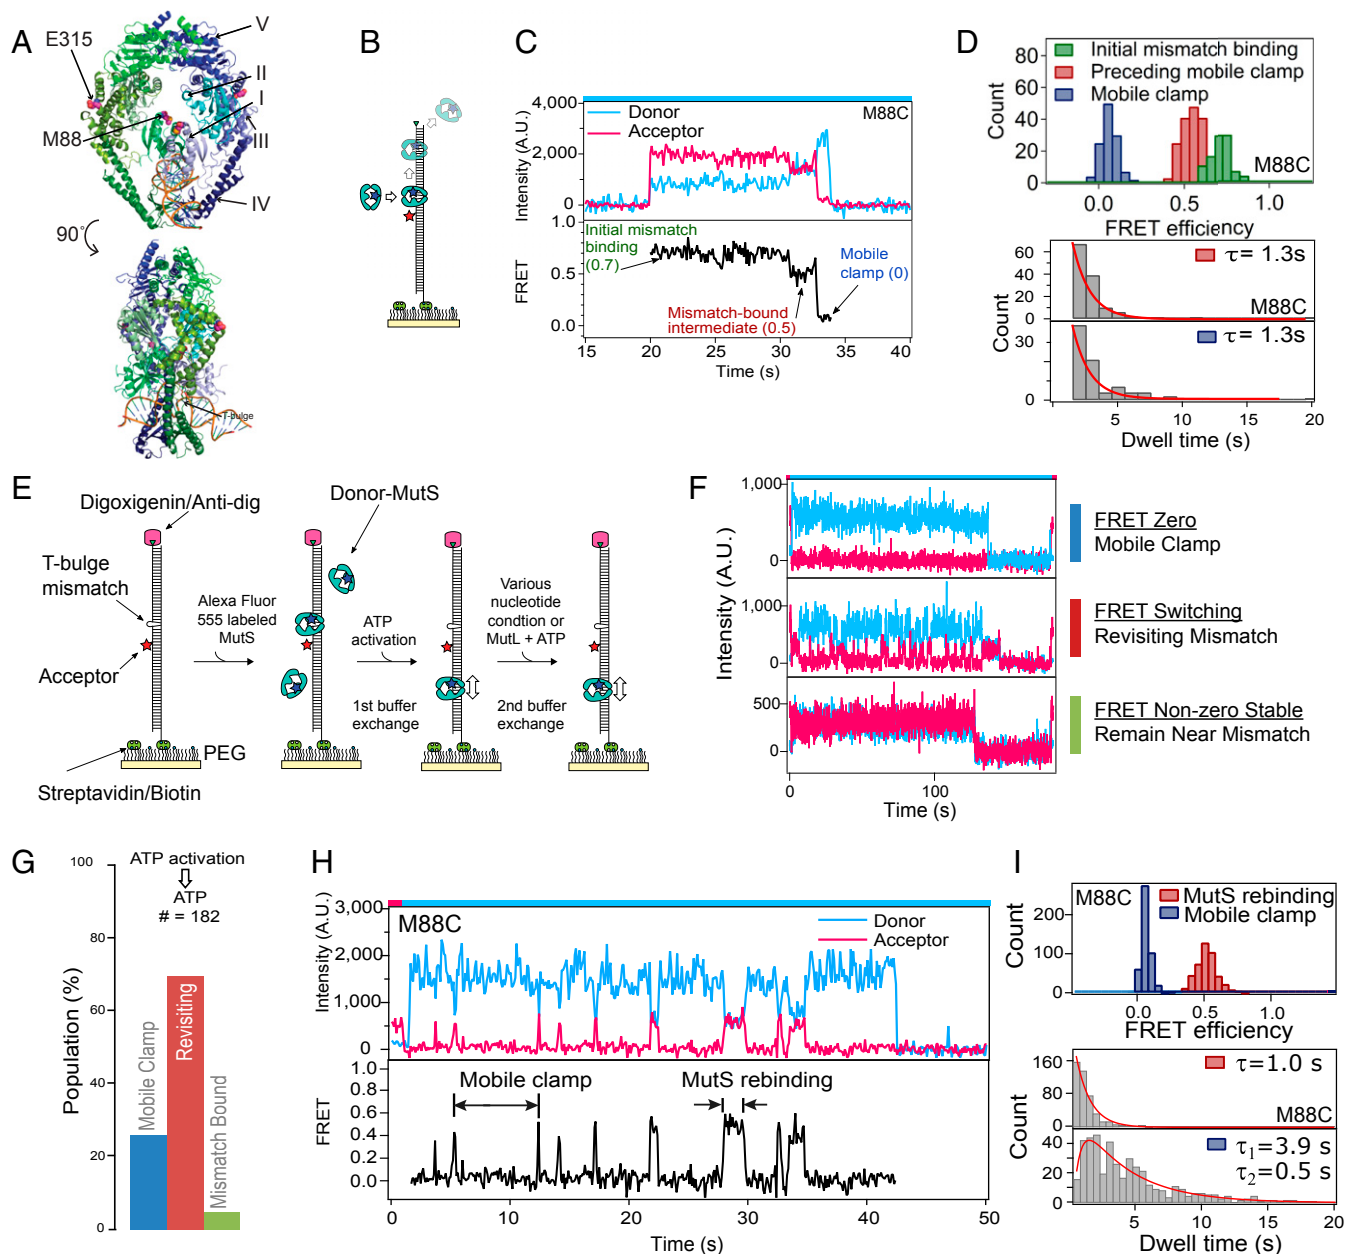 A
E315
M88
V
II
I
III
IV
90°
T-bulge
B
C
4,000
2,000
0
Intensity (A.U.)
Donor
Acceptor
M88C
1.0
0.5
0.0
FRET
Initial mismatch
binding
(0.7)
Mobile
clamp (0)
Mismatch-bound
intermediate (0.5)
15 20 25 30 35 40
Time (s)
D
80
60
40
20
0
Count
Initial mismatch binding
Preceding mobile clamp
Mobile clamp
M88C
0.0 0.5 1.0
FRET efficiency
60
40
20
0
τ = 1.3s
M88C
Count
30
0
τ = 1.3s
5 10 15 20
Dwell time (s)
E
Digoxigenin/Anti-dig
Donor-MutS
T-bulge
mismatch
Acceptor
Alexa Fluor
555 labeled
MutS
ATP
activation
1st buffer
exchange
Various
nucleotide
condtion or
MutL + ATP
2nd buffer
exchange
PEG
Streptavidin/Biotin
F
1,000
0
1,000
0
500
0
Intensity (A.U.)
0 100
Time (s)
FRET Zero
Mobile Clamp
FRET Switching
Revisiting Mismatch
FRET Non-zero Stable
Remain Near Mismatch
G
100
80
60
40
20
0
Population (%)
ATP activation
ATP
# = 182
Mobile Clamp
Revisiting
Mismatch Bound
H
3,000
2,000
1,000
0
Intensity (A.U.)
M88C
Donor
Acceptor
1.0
0.8
0.6
0.4
0.2
0.0
FRET
Mobile clamp
MutS rebinding
0 10 20 30 40 50
Time (s)
I
200
100
0
Count
M88C
MutS rebinding
Mobile clamp
0.0 0.5 1.0
FRET efficiency
160
80
0
τ=1.0 s
M88C
Count
40
20
0
τ1=3.9 s
τ2=0.5 s
5 10 15 20
Dwell time (s)